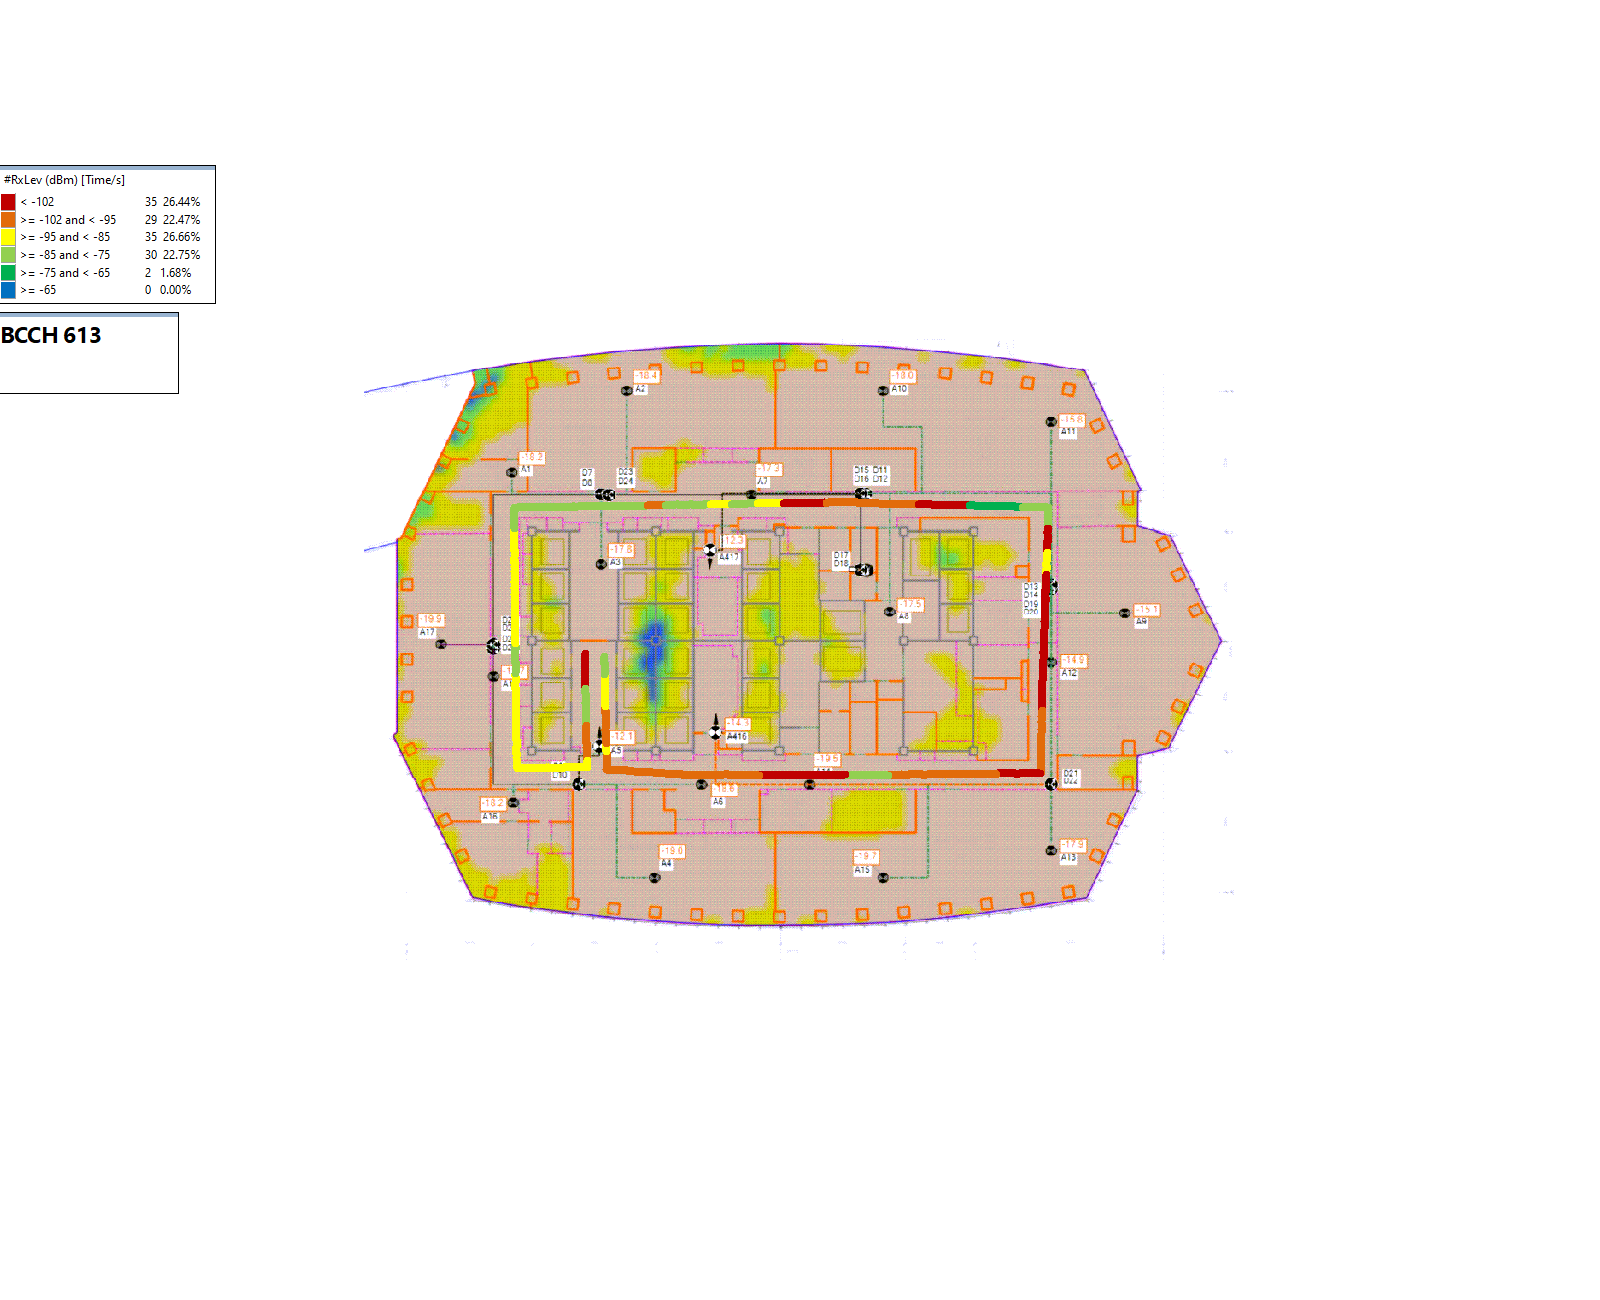 #RxLev (dBm) [Time/s]
< -102 35 26.44%
>= -102 and < -95 29 22.47%
>= -95 and < -85 35 26.66%
>= -85 and < -75 30 22.75%
>= -75 and < -65 2 1.68%
>= -65 0 0.00%
BCCH 613
-18.4
A2
-18.0
A10
-15.8
A11
-18.2
A1
D7
D8
D23
D24
-17.3
A7
D15 D11
D16 D12
-17.8
A3
-12.3
A417
D17
D18
-17.5
A8
D13
D14
D19
D20
-15.1
A9
-19.9
A17
-14.9
A12
-12.1
A5
-14.3
A416
-19.5
D10
D21
D22
-18.6
A6
-18.2
A16
-19.0
A4
-19.7
A15
-17.9
A13